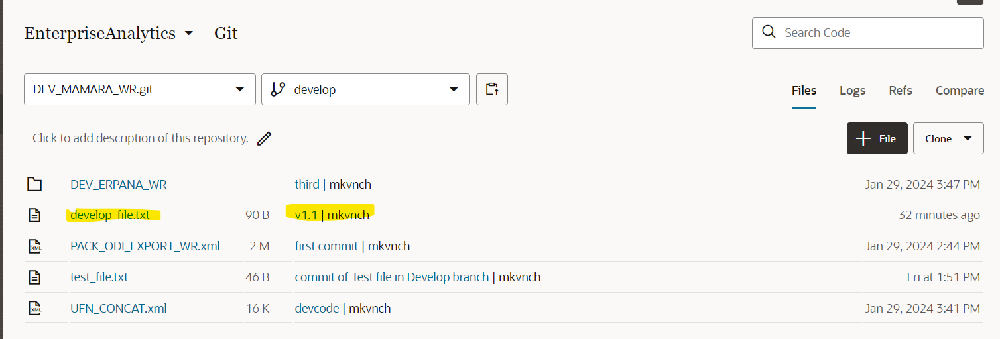 EnterpriseAnalytics | Git
Search Code
DEV_MAMARA_WR.git
develop
Files Logs Refs Compare
Click to add description of this repository.
+ File
Clone
DEV_ERPANA_WR third | mkvnch Jan 29, 2024 3:47 PM
develop_file.txt 90 B v1.1 | mkvnch 32 minutes ago
XML PACK_ODI_EXPORT_WR.xml 2 M first commit | mkvnch Jan 29, 2024 2:44 PM
test_file.txt 46 B commit of Test file in Develop branch | mkvnch Fri at 1:51 PM
XML UFN_CONCAT.xml 16 K devcode | mkvnch Jan 29, 2024 3:41 PM